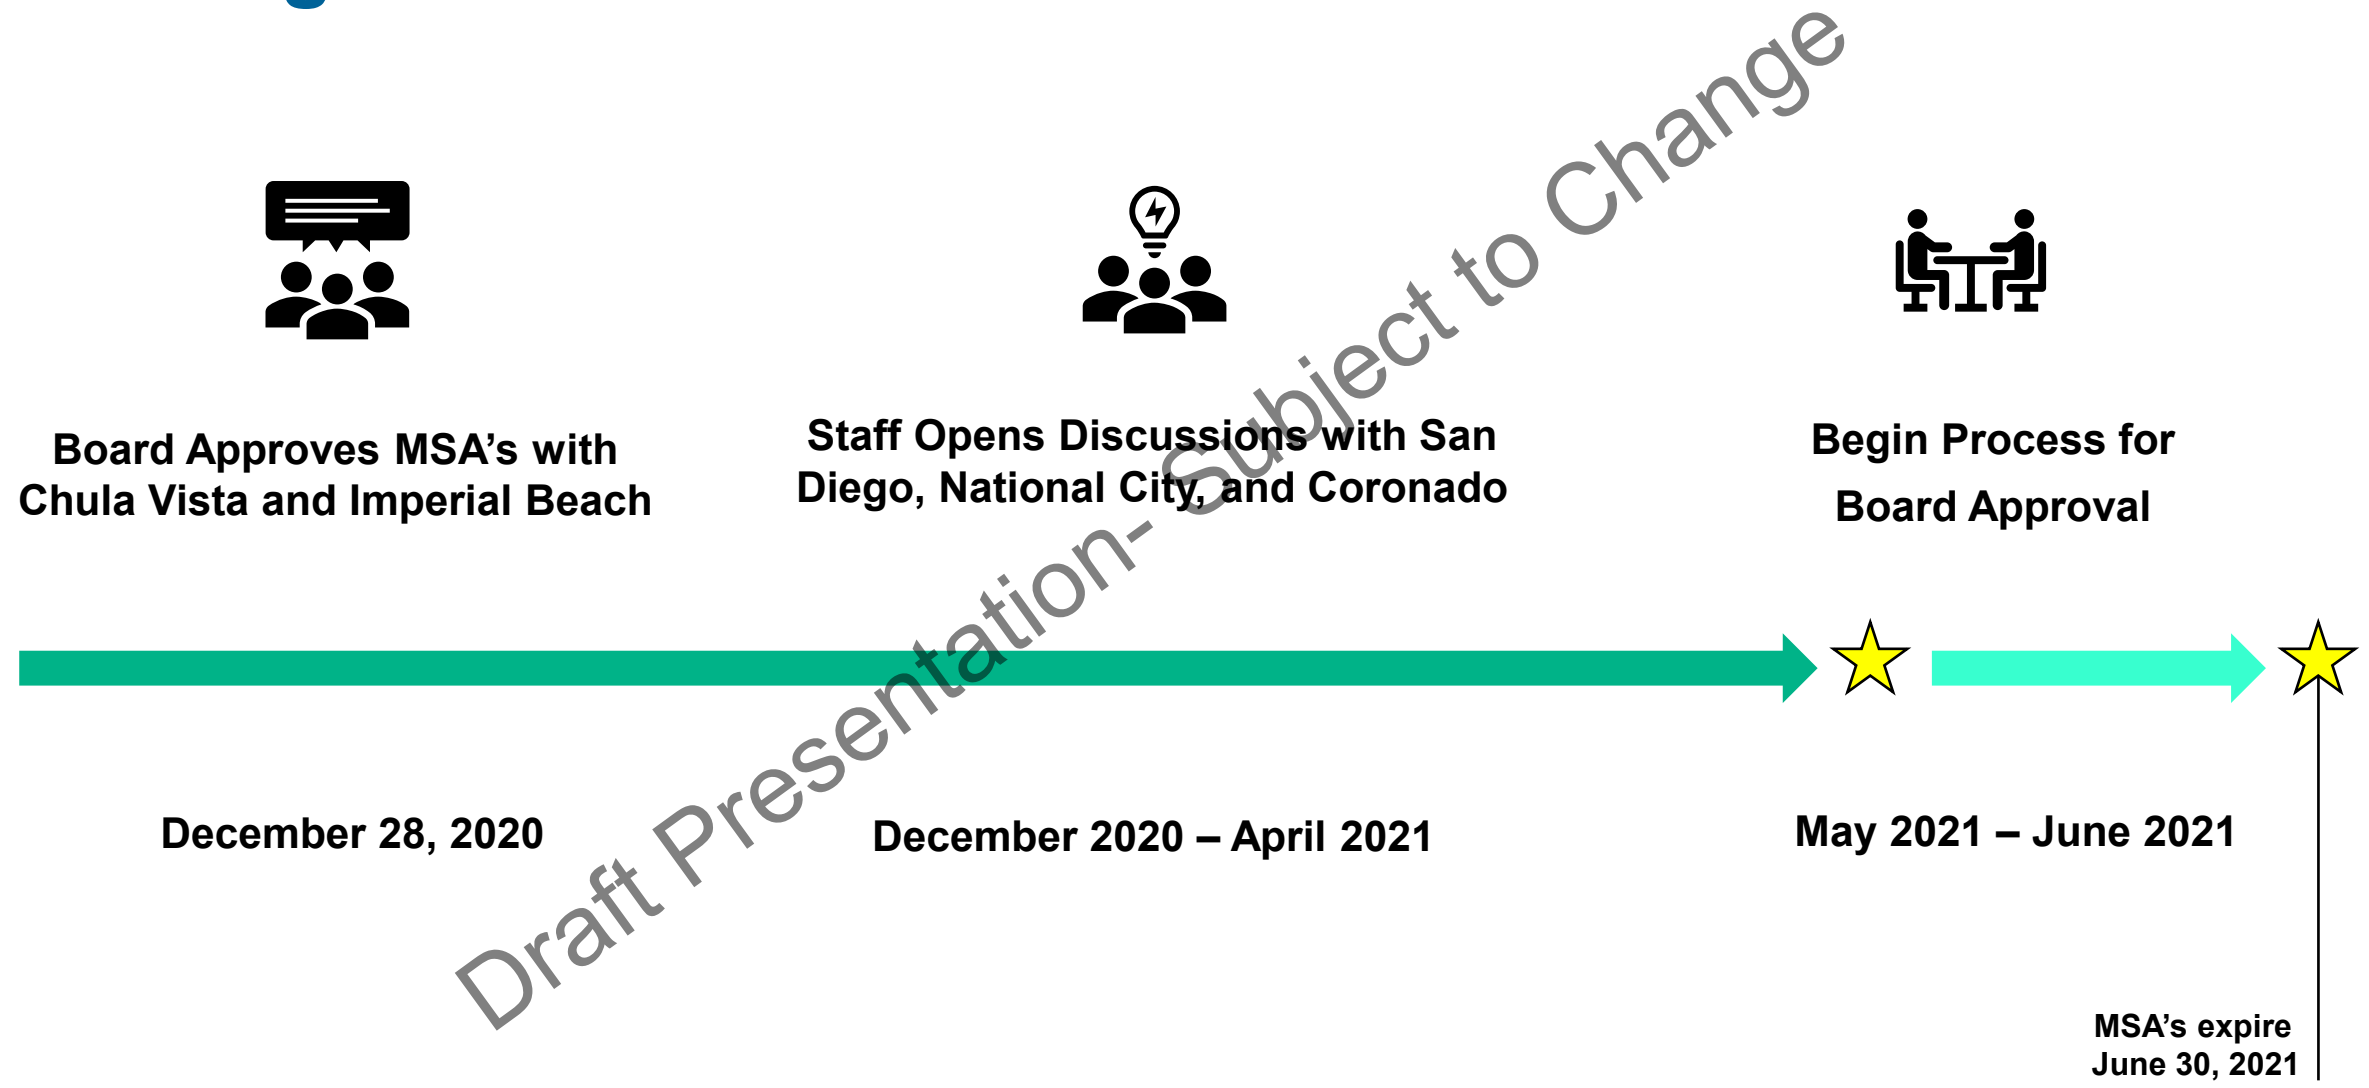 Board Approves MSA's with
Chula Vista and Imperial Beach
Staff Opens Discussions with San
Diego, National City, and Coronado
Begin Process for
Board Approval
December 28, 2020
December 2020 – April 2021
May 2021 – June 2021
MSA's expire
June 30, 2021
Draft Presentation- Subject to Change